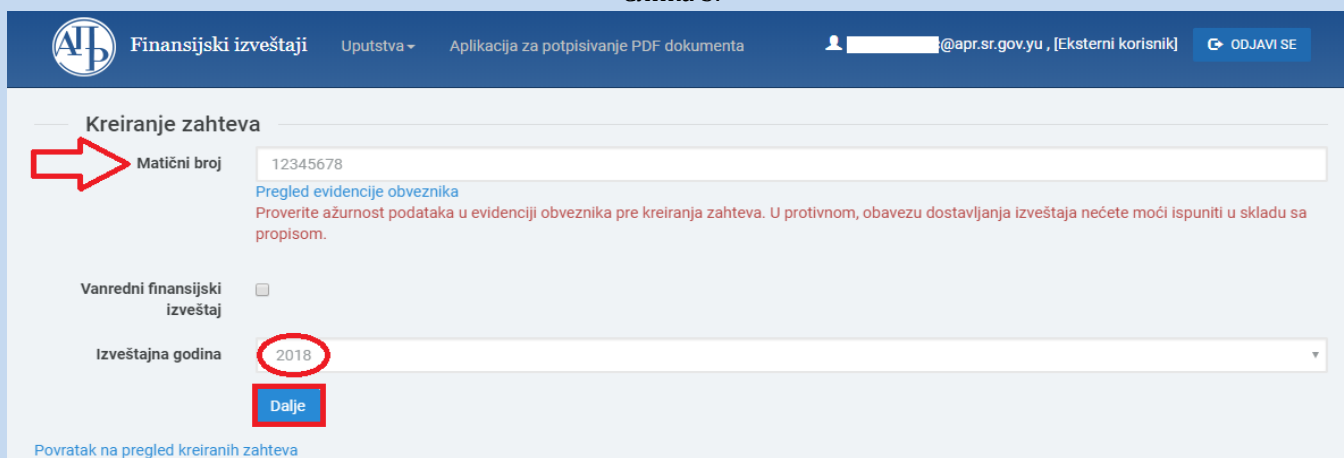 АПР Finansijski izveštaji Uputstva Aplikacija za potpisivanje PDF dokumenta @apr.sr.gov.yu , [Eksterni korisnik] ODJAVI SE
Kreiranje zahteva
Matični broj 12345678
Pregled evidencije obveznika
Proverite ažurnost podataka u evidenciji obveznika pre kreiranja zahteva. U protivnom, obavezu dostavljanja izveštaja nećete moći ispuniti u skladu sa
propisom.
Vanredni finansijski
izveštaj
Izveštajna godina 2018
Dalje
Povratak na pregled kreiranih zahteva